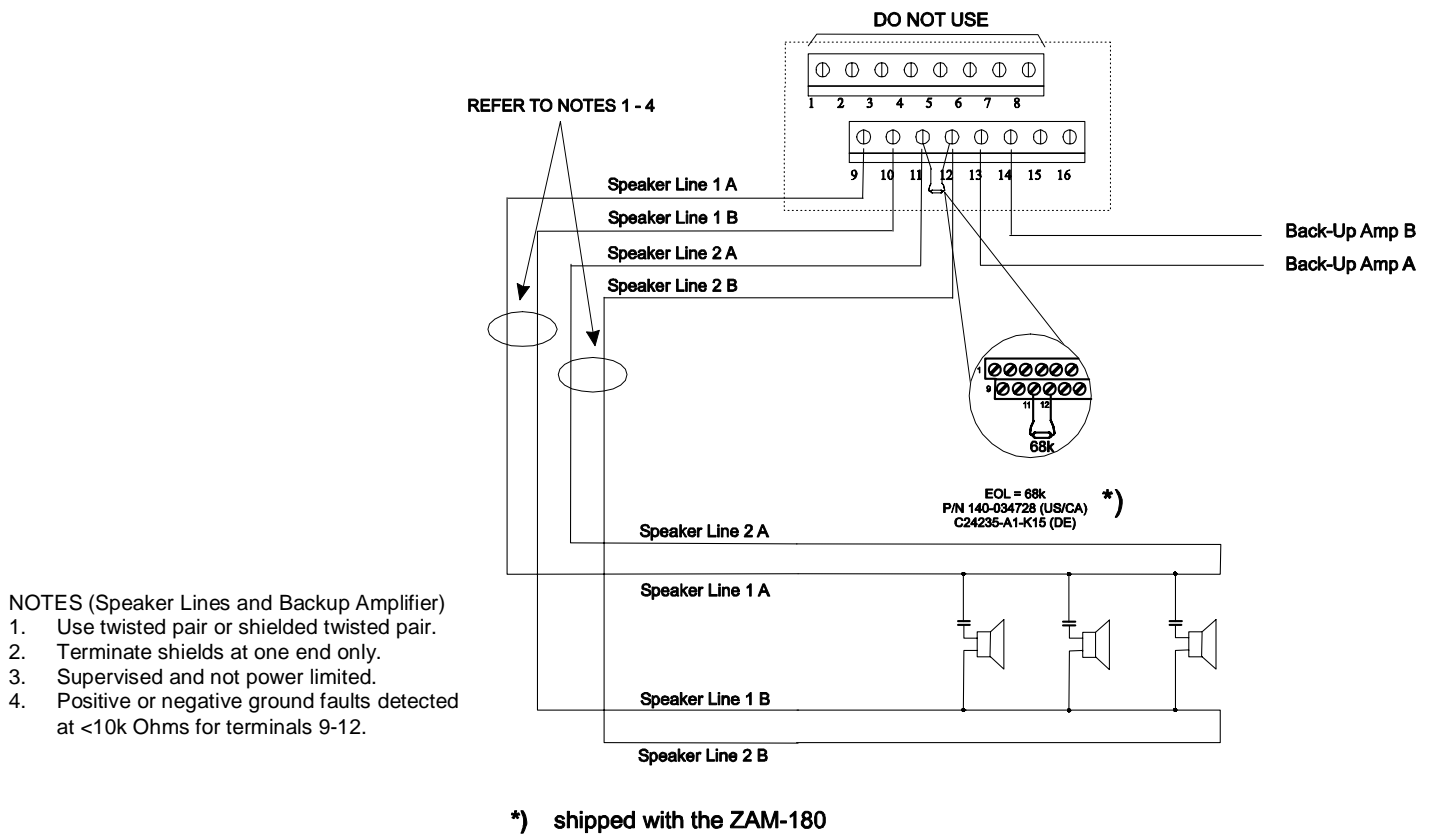 DO NOT USE
1 2 3 4 5 6 7 8
REFER TO NOTES 1 - 4
9 10 11 12 13 14 15 16
Speaker Line 1 A
Speaker Line 1 B
Speaker Line 2 A
Speaker Line 2 B
Back-Up Amp B
Back-Up Amp A
1
9
11 12
68k
EOL = 68k
P/N 140-034728 (US/CA) *)
C24235-A1-K15 (DE)
Speaker Line 2 A
Speaker Line 1 A
Speaker Line 1 B
Speaker Line 2 B
NOTES (Speaker Lines and Backup Amplifier)
1. Use twisted pair or shielded twisted pair.
2. Terminate shields at one end only.
3. Supervised and not power limited.
4. Positive or negative ground faults detected
at <10k Ohms for terminals 9-12.
*) shipped with the ZAM-180